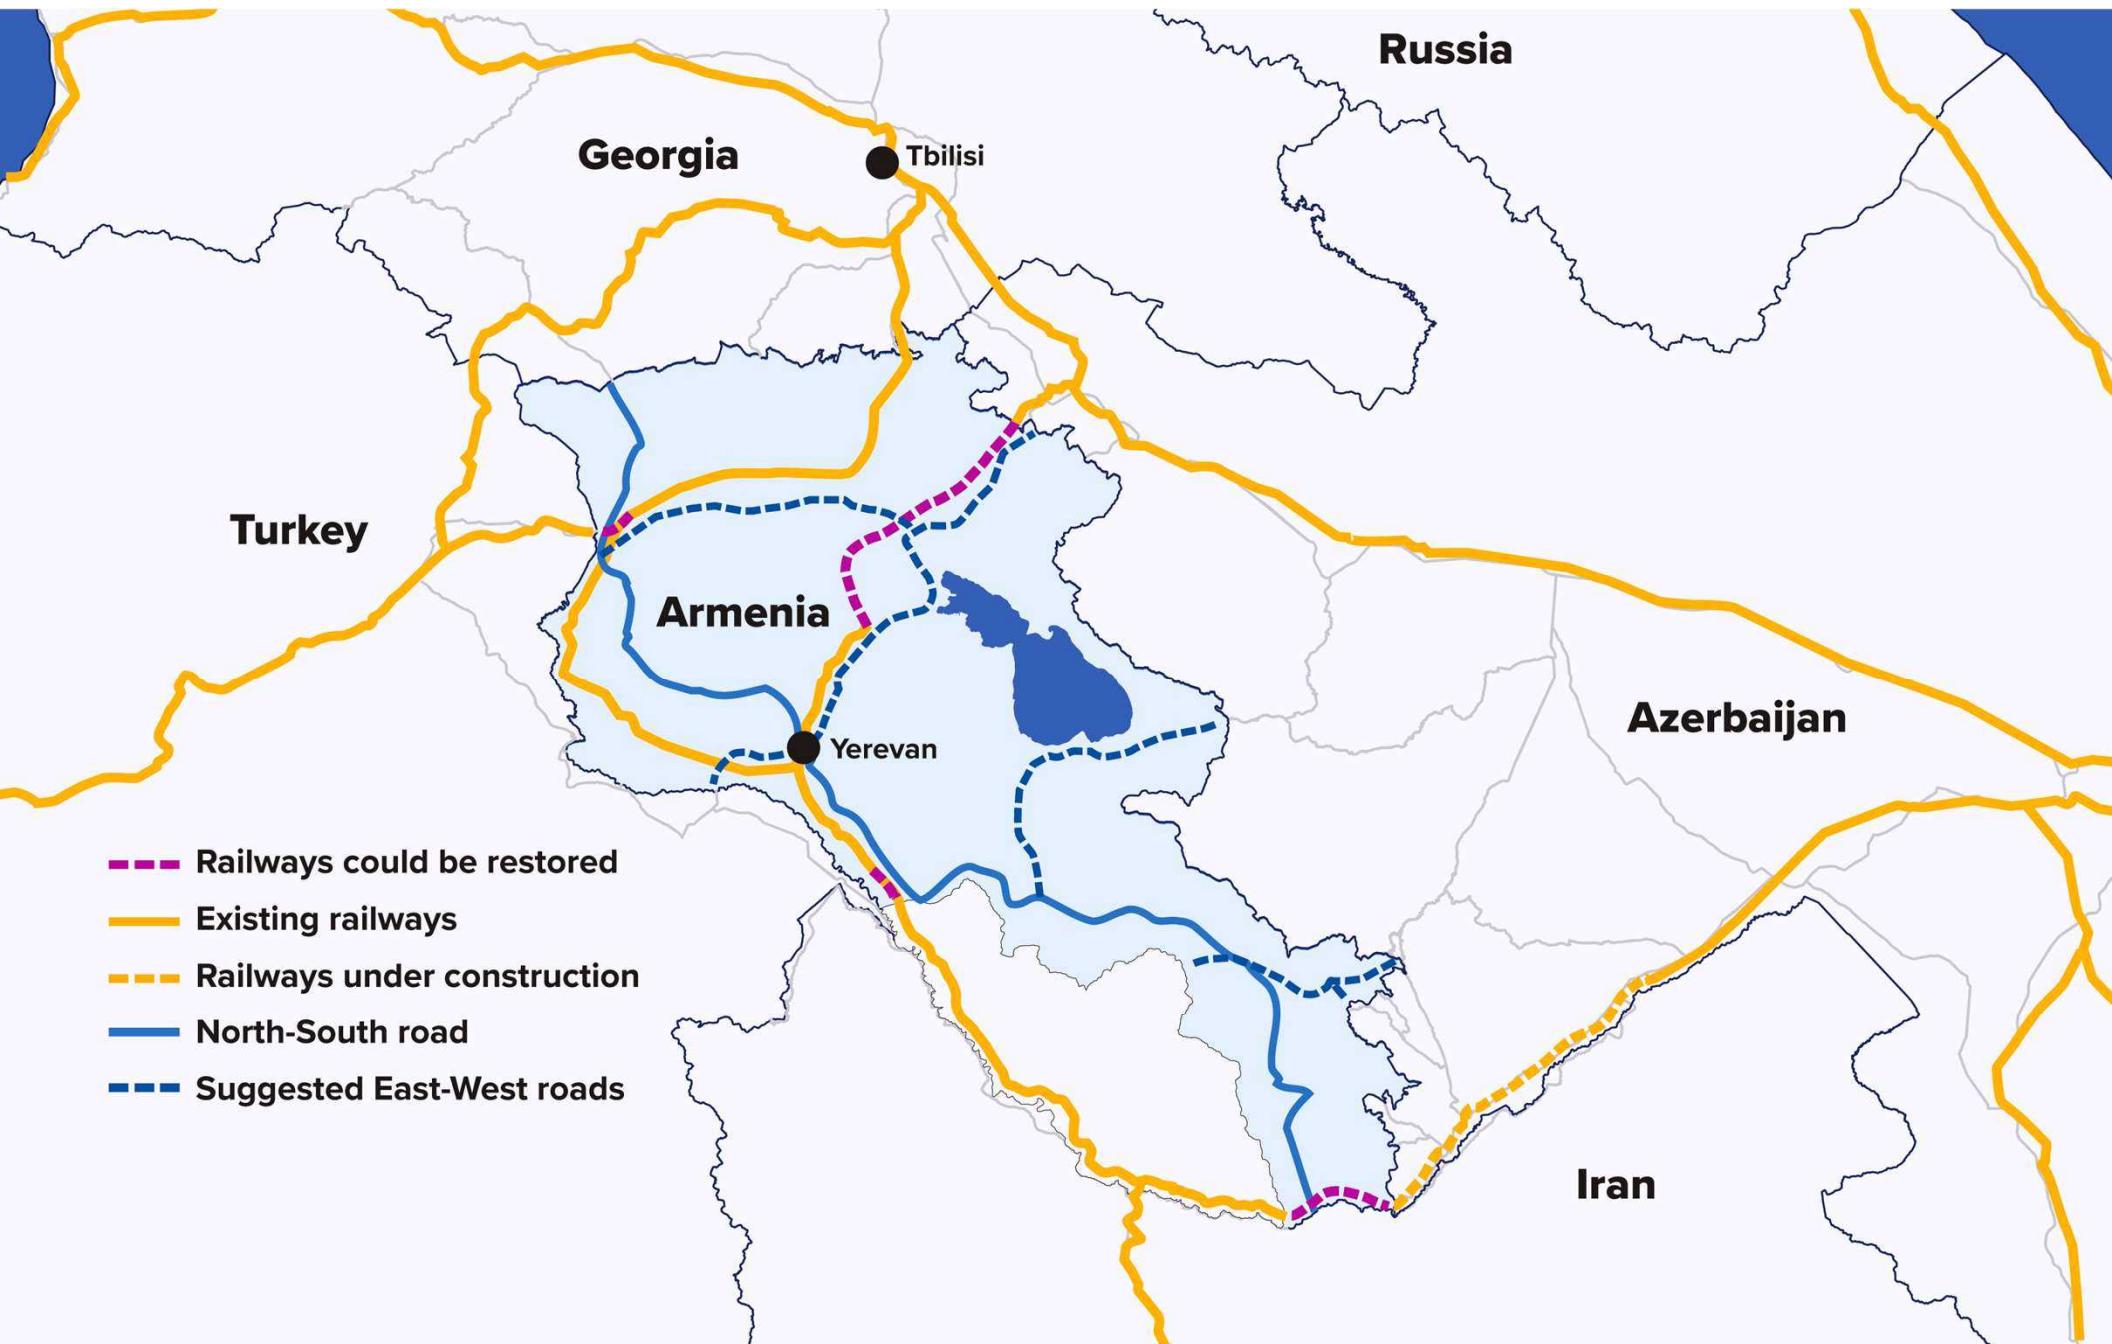 Russia
Georgia
Tbilisi
Turkey
Armenia
Azerbaijan
Yerevan
Railways could be restored
Existing railways
Railways under construction
North-South road
Suggested East-West roads
Iran